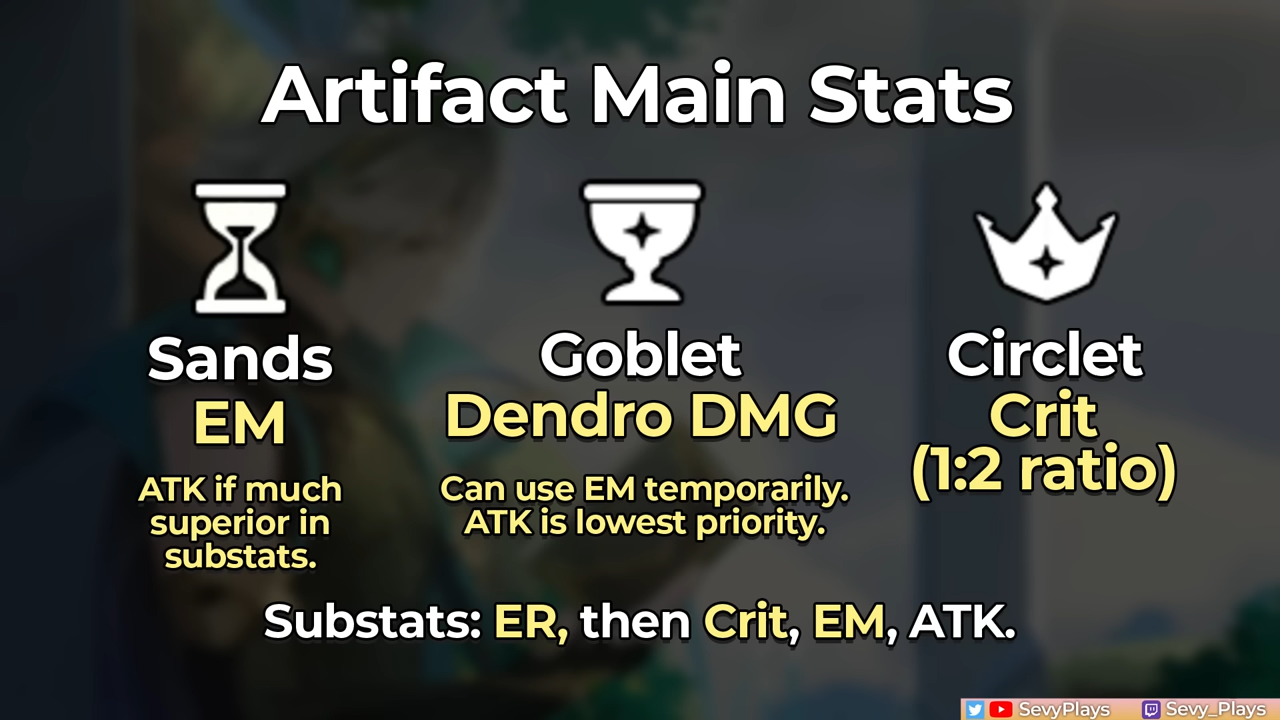 Artifact Main Stats
Sands
EM
ATK if much
superior in
substats.
Goblet
Dendro DMG
Can use EM temporarily.
ATK is lowest priority.
Circlet
Crit
(1:2 ratio)
Substats: ER, then Crit, EM, ATK.
SevyPlays
Sevy_Plays